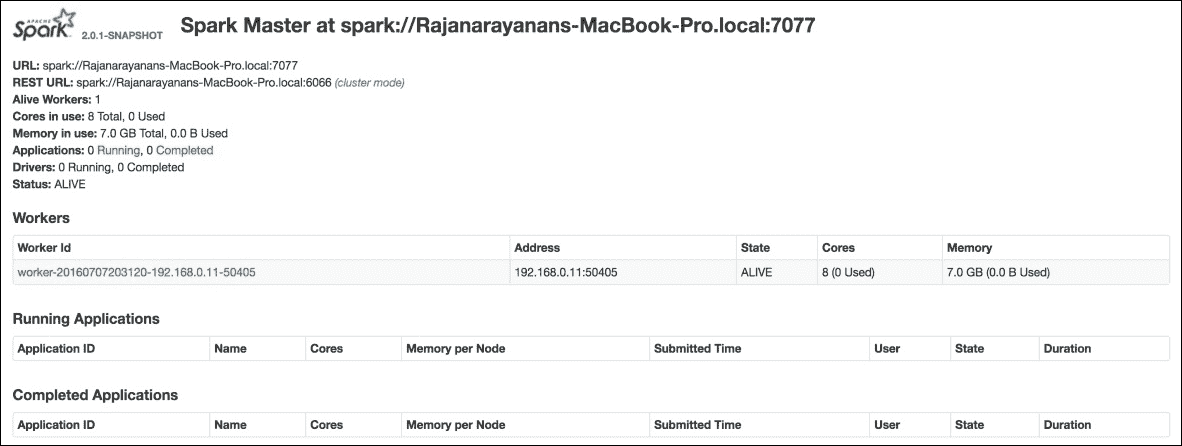 APACHE
Spark 2.0.1-SNAPSHOT Spark Master at spark://Rajanarayanans-MacBook-Pro.local:7077
URL: spark://Rajanarayanans-MacBook-Pro.local:7077
REST URL: spark://Rajanarayanans-MacBook-Pro.local:6066 (cluster mode)
Alive Workers: 1
Cores in use: 8 Total, 0 Used
Memory in use: 7.0 GB Total, 0.0 B Used
Applications: 0 Running, 0 Completed
Drivers: 0 Running, 0 Completed
Status: ALIVE
Workers
Worker Id Address State Cores Memory
worker-20160707203120-192.168.0.11-50405 192.168.0.11:50405 ALIVE 8 (0 Used) 7.0 GB (0.0 B Used)
Running Applications
Application ID Name Cores Memory per Node Submitted Time User State Duration
Completed Applications
Application ID Name Cores Memory per Node Submitted Time User State Duration